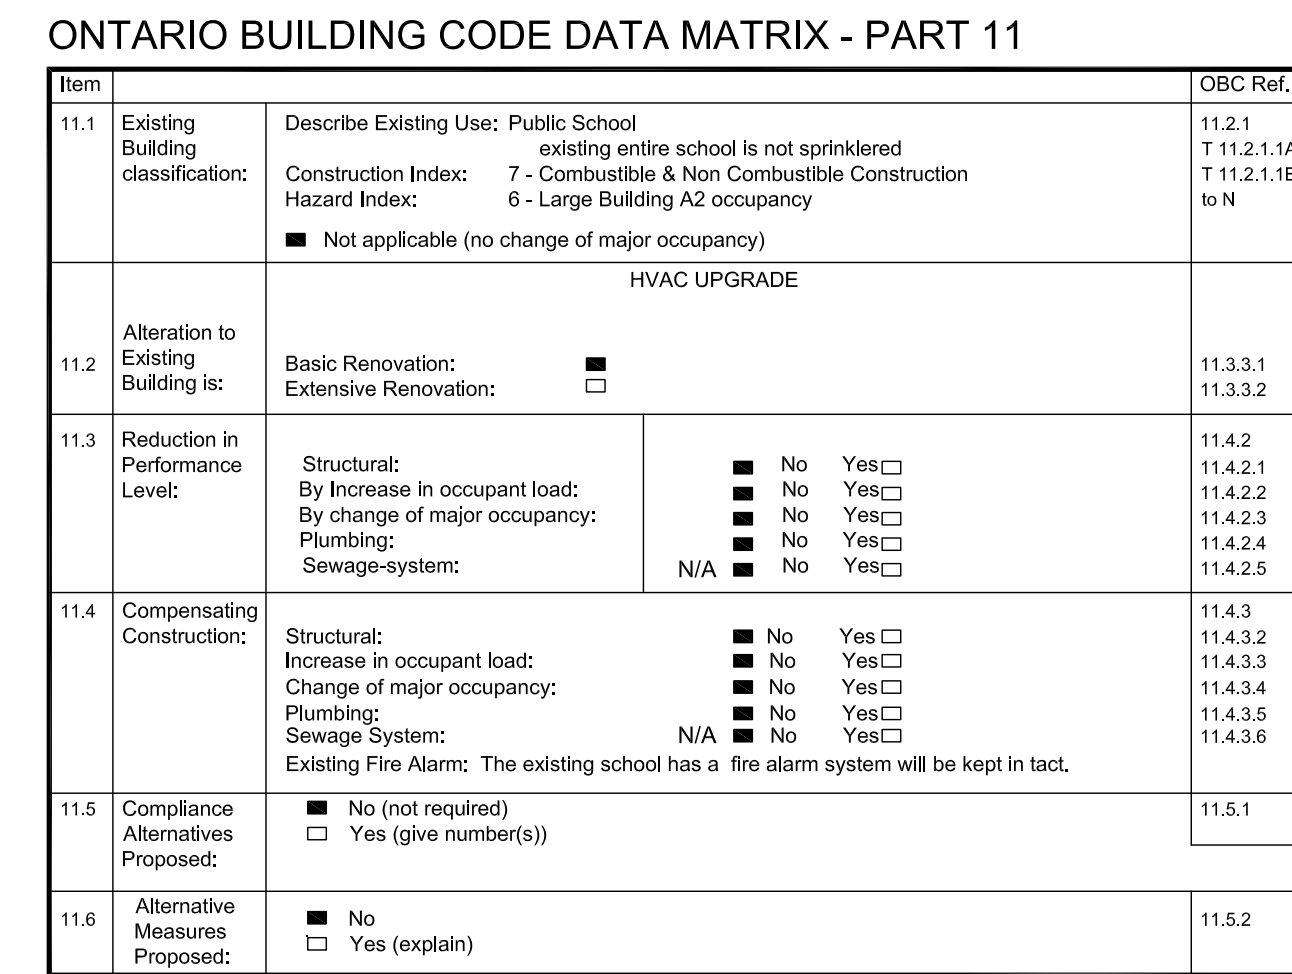 ONTARIO BUILDING CODE DATA MATRIX - PART 11
Item OBC Ref.
11.1 Existing Building classification: Describe Existing Use: Public School 11.2.1
existing entire school is not sprinklered T 11.2.1.1A
Construction Index: 7 - Combustible & Non Combustible Construction T 11.2.1.1B
Hazard Index: 6 - Large Building A2 occupancy to N
Not applicable (no change of major occupancy)
HVAC UPGRADE
11.2 Alteration to Existing Building is: Basic Renovation: 11.3.3.1
Extensive Renovation: 11.3.3.2
11.3 Reduction in Performance Level: 11.4.2
Structural: No Yes 11.4.2.1
By Increase in occupant load: No Yes 11.4.2.2
By change of major occupancy: No Yes 11.4.2.3
Plumbing: No Yes 11.4.2.4
Sewage-system: N/A No Yes 11.4.2.5
11.4 Compensating Construction: 11.4.3
Structural: No Yes 11.4.3.2
Increase in occupant load: No Yes 11.4.3.3
Change of major occupancy: No Yes 11.4.3.4
Plumbing: No Yes 11.4.3.5
Sewage System: N/A No Yes 11.4.3.6
Existing Fire Alarm: The existing school has a fire alarm system will be kept in tact.
11.5 Compliance Alternatives Proposed: No (not required) 11.5.1
Yes (give number(s))
11.6 Alternative Measures Proposed: No 11.5.2
Yes (explain)